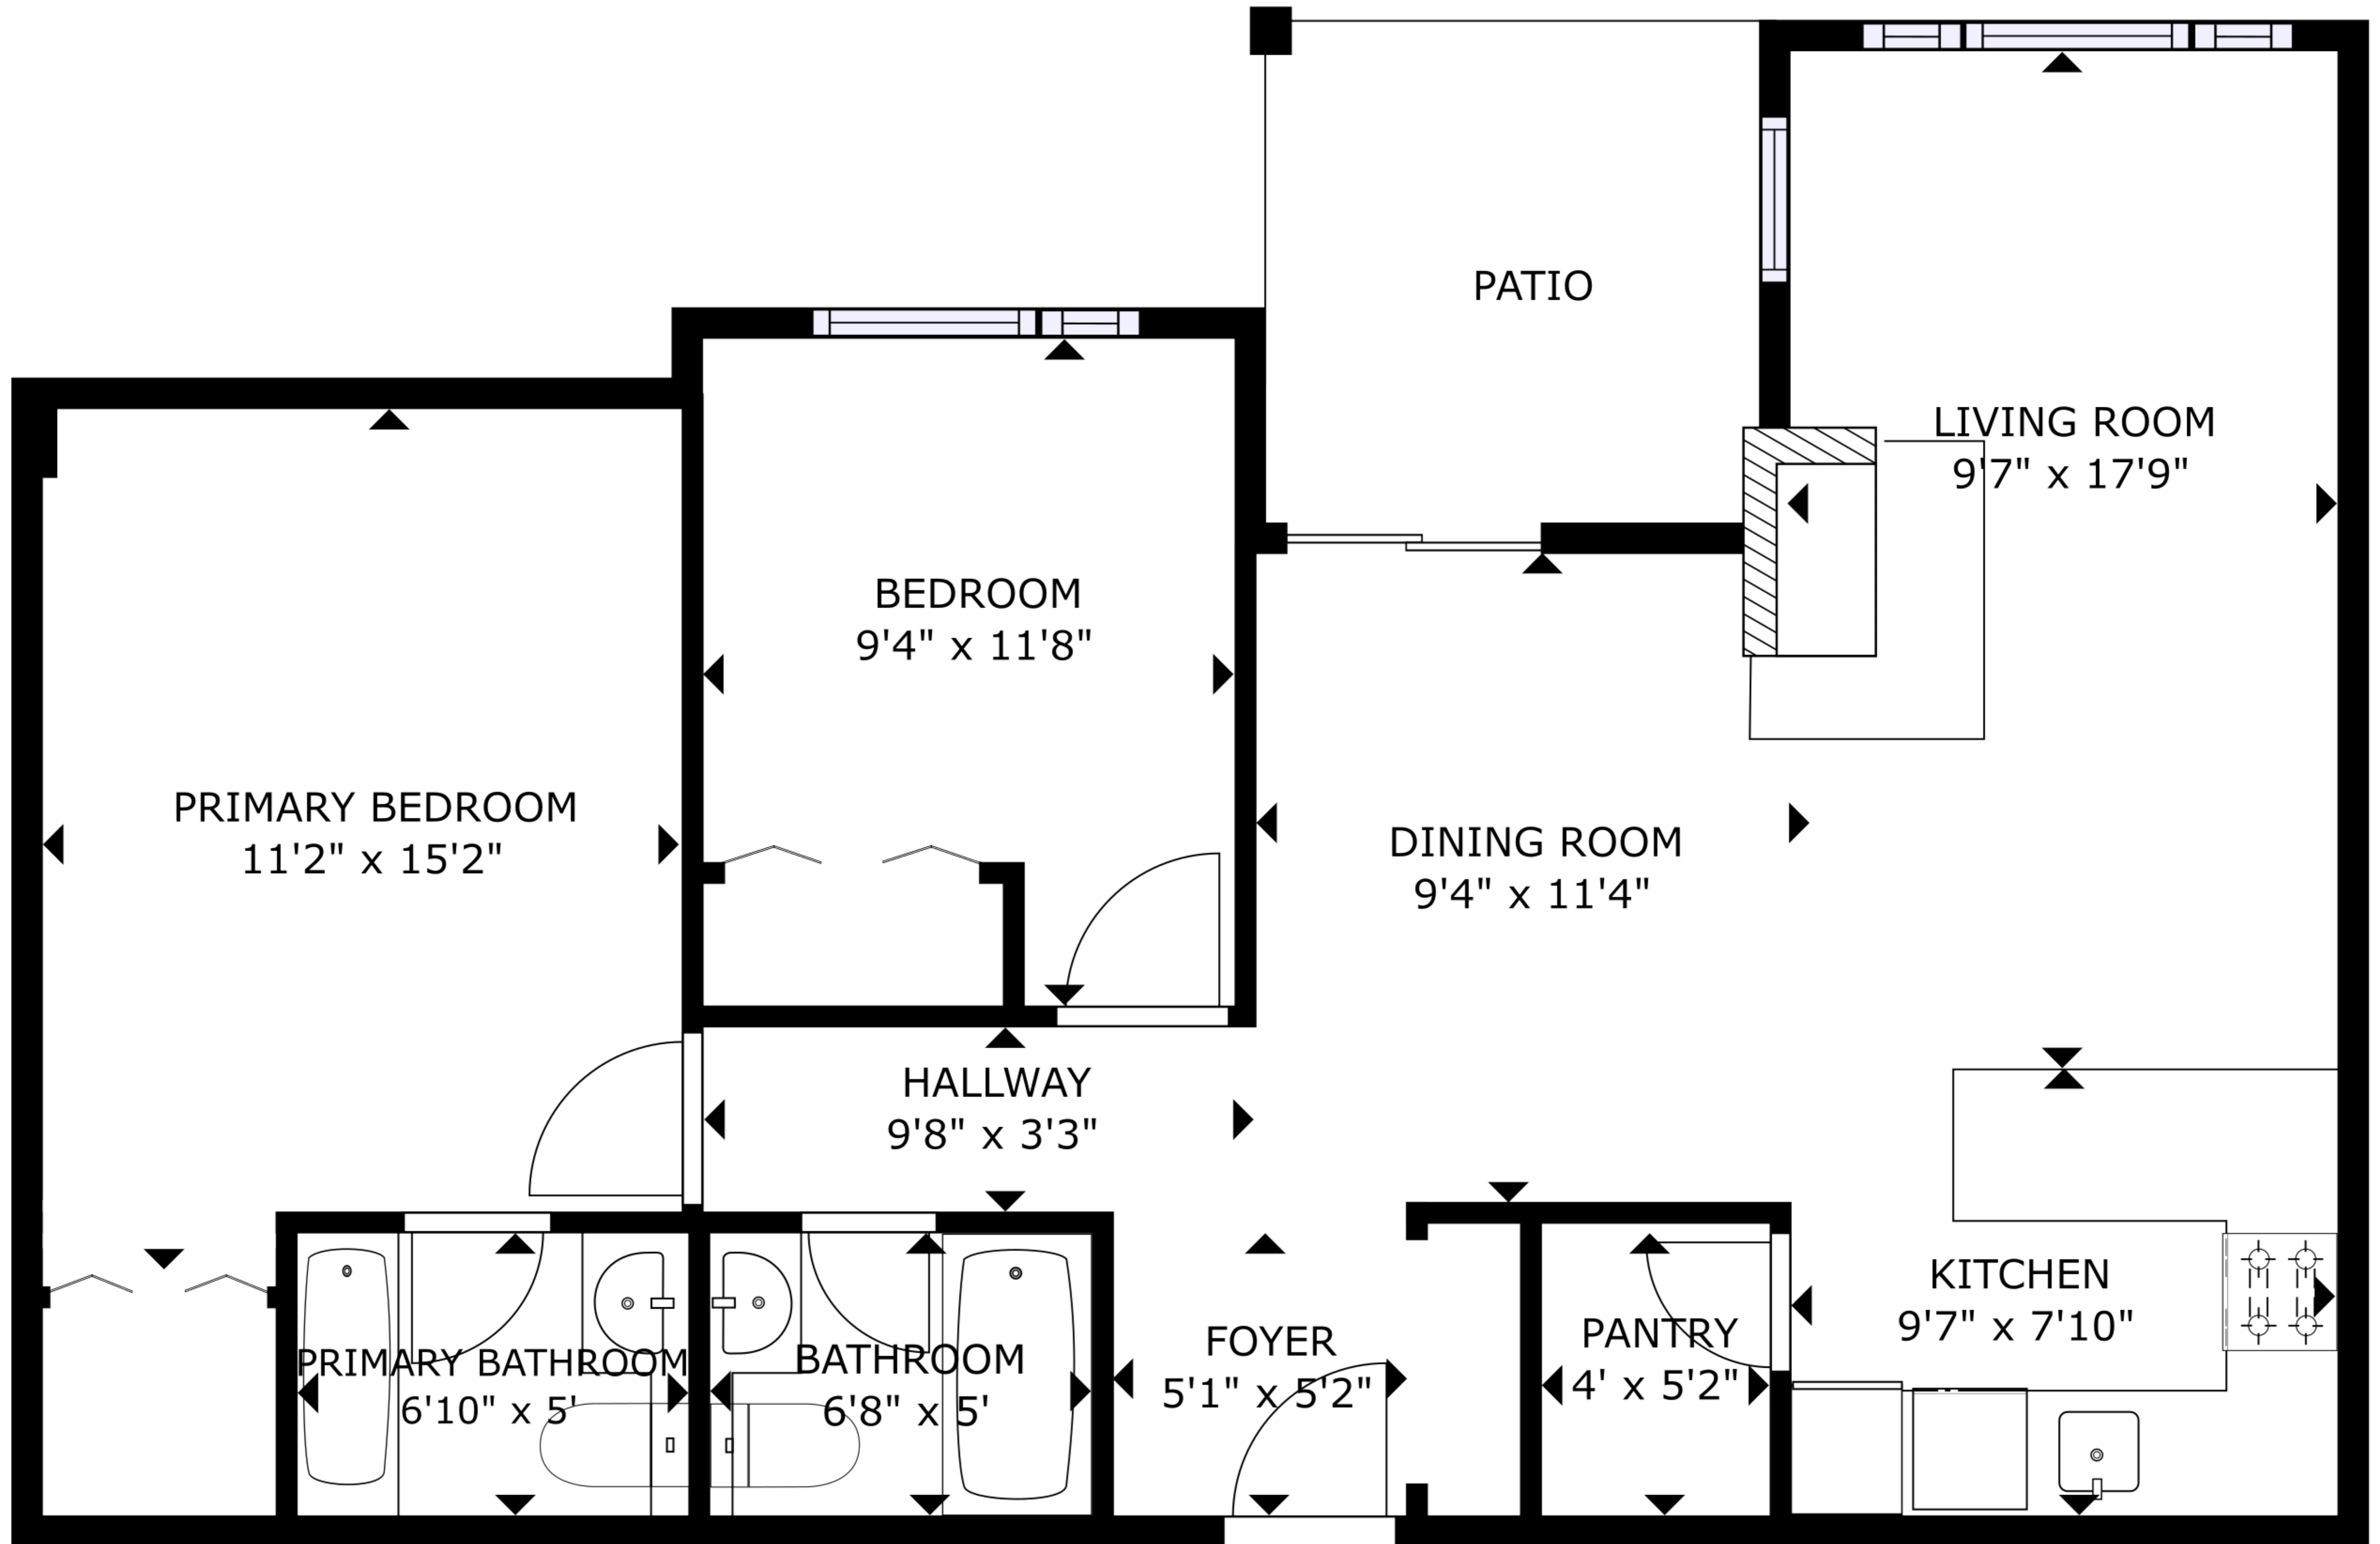 PATIO
LIVING ROOM
9'7" x 17'9"
BEDROOM
9'4" x 11'8"
PRIMARY BEDROOM
11'2" x 15'2"
DINING ROOM
9'4" x 11'4"
HALLWAY
9'8" x 3'3"
KITCHEN
9'7" x 7'10"
PRIMARY BATHROOM
6'10" x 5'
BATHROOM
6'8" x 5'
FOYER
5'1" x 5'2"
PANTRY
4' x 5'2"